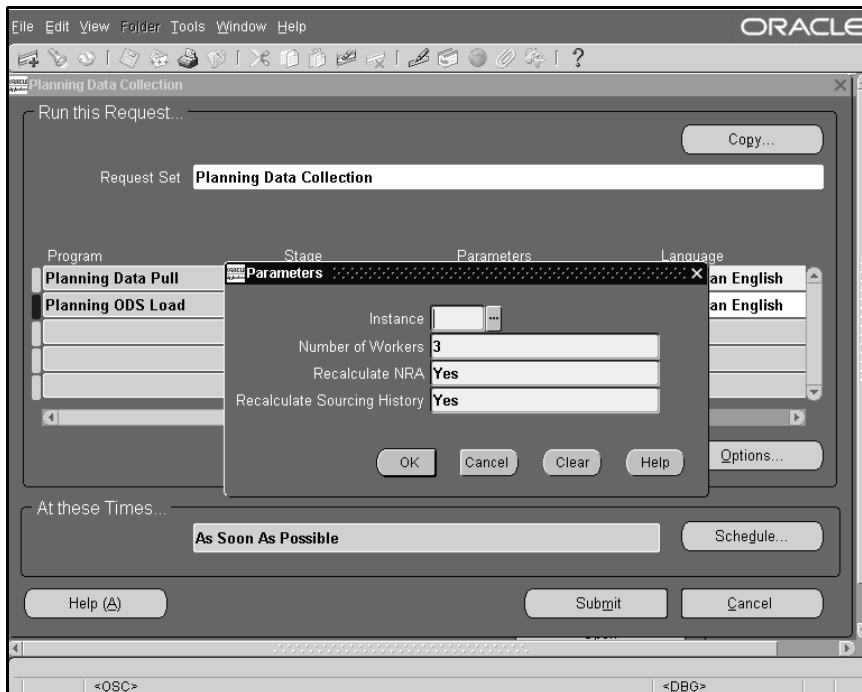 File Edit View Folder Tools Window Help
ORACLE
Planning Data Collection
Run this Request...
Copy...
Request Set Planning Data Collection
Program Stage Parameters Language
Planning Data Pull an English
Planning ODS Load an English
Parameters
Instance
Number of Workers 3
Recalculate NRA Yes
Recalculate Sourcing History Yes
OK Cancel Clear Help
Options...
At these Times...
As Soon As Possible
Schedule...
Help (A) Submit Cancel
<OSC> <DBG>